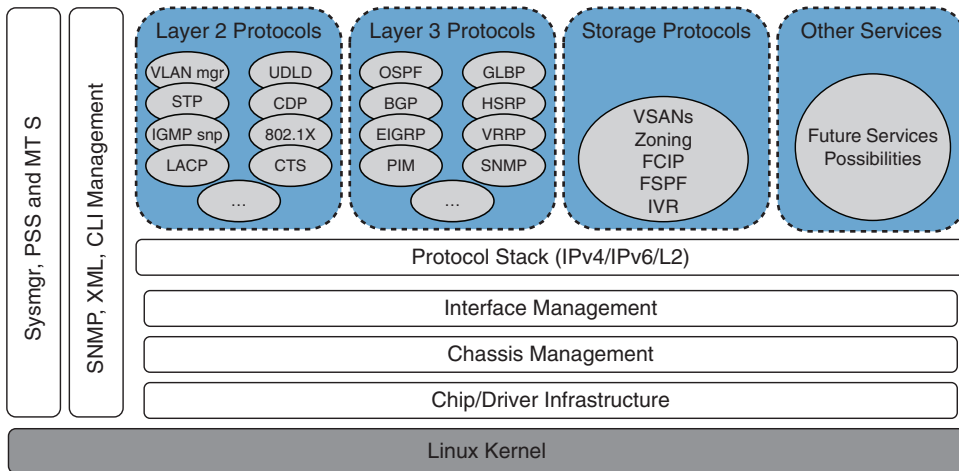 Sysmgr, PSS and MT S
SNMP, XML, CLI Management
Layer 2 Protocols
VLAN mgr
STP
IGMP snp
LACP
UDLD
CDP
802.1X
CTS
...
Layer 3 Protocols
OSPF
BGP
EIGRP
PIM
GLBP
HSRP
VRRP
SNMP
...
Storage Protocols
VSANs
Zoning
FCIP
FSPF
IVR
Other Services
Future Services
Possibilities
Protocol Stack (IPv4/IPv6/L2)
Interface Management
Chassis Management
Chip/Driver Infrastructure
Linux Kernel